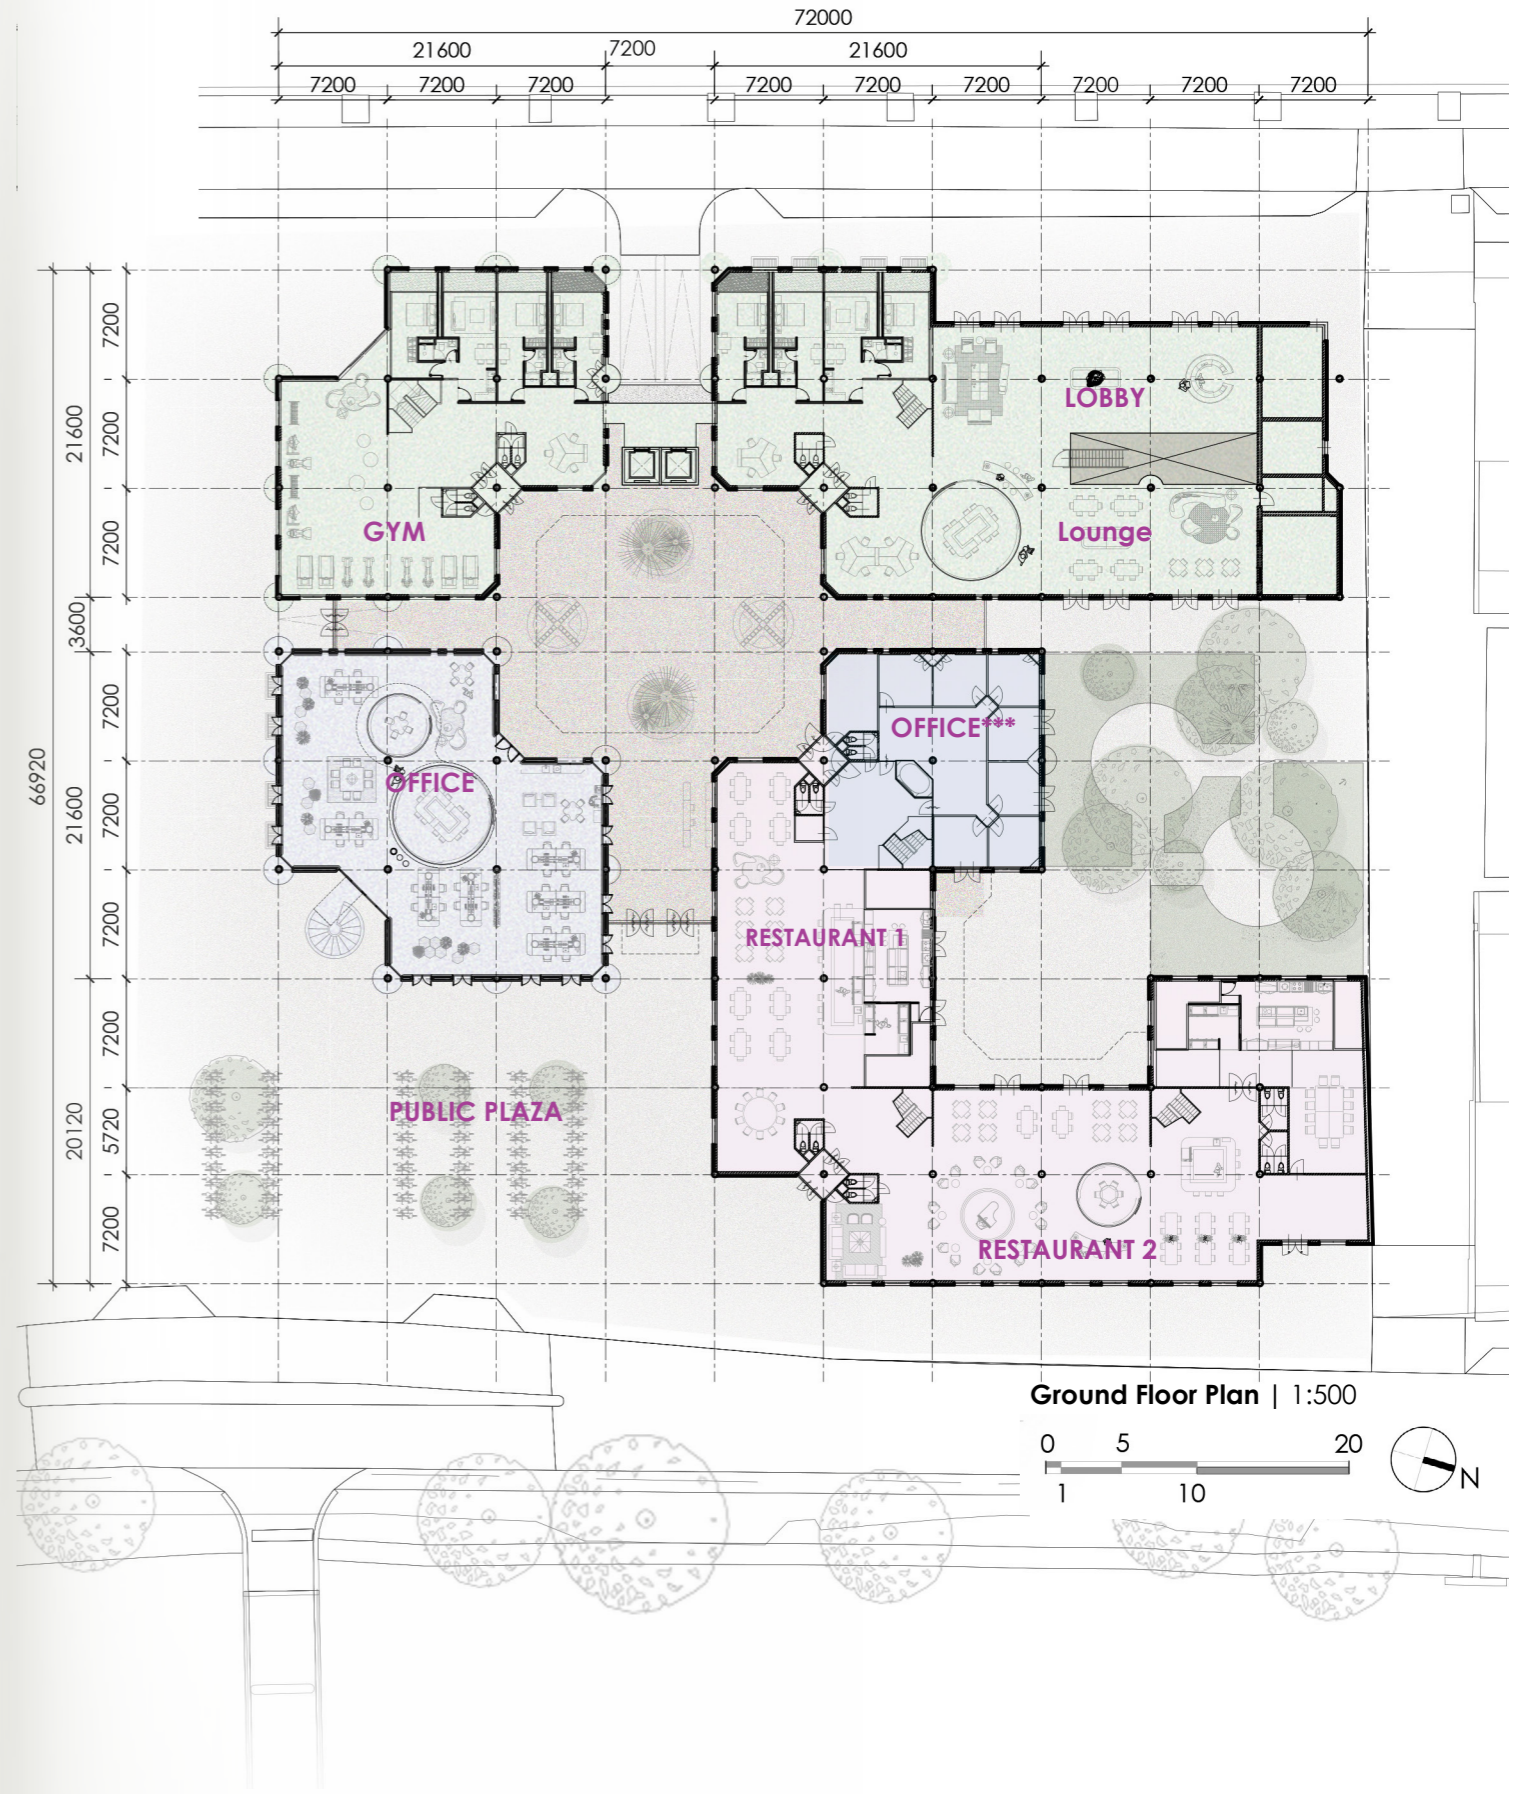 72000
21600 7200 21600
7200 7200 7200 7200 7200 7200 7200 7200 7200
7200
7200
7200
21600
3600
7200
7200
7200
21600
66920
7200
5720
7200
20120
LOBBY
GYM
Lounge
OFFICE***
OFFICE
RESTAURANT 1
PUBLIC PLAZA
RESTAURANT 2
Ground Floor Plan | 1:500
0 5 20
1 10
N